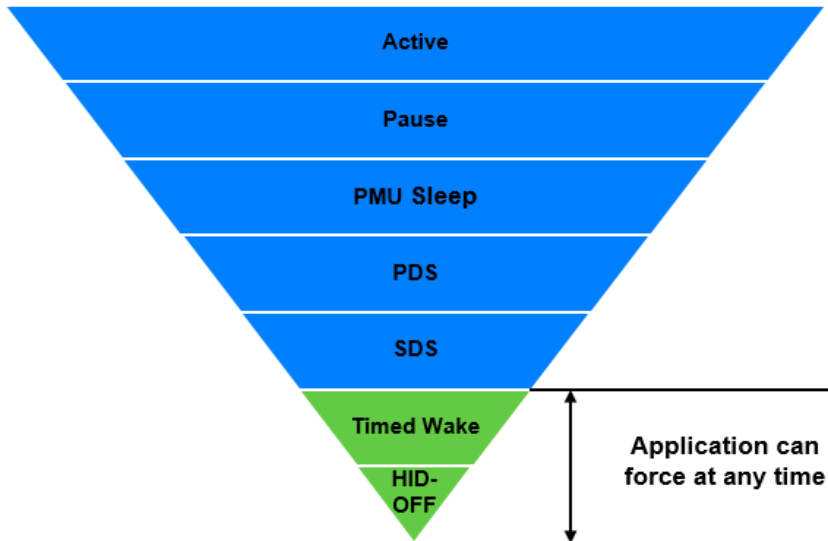 Active
Pause
PMU Sleep
PDS
SDS
Timed Wake
HID-
OFF
Application can
force at any time